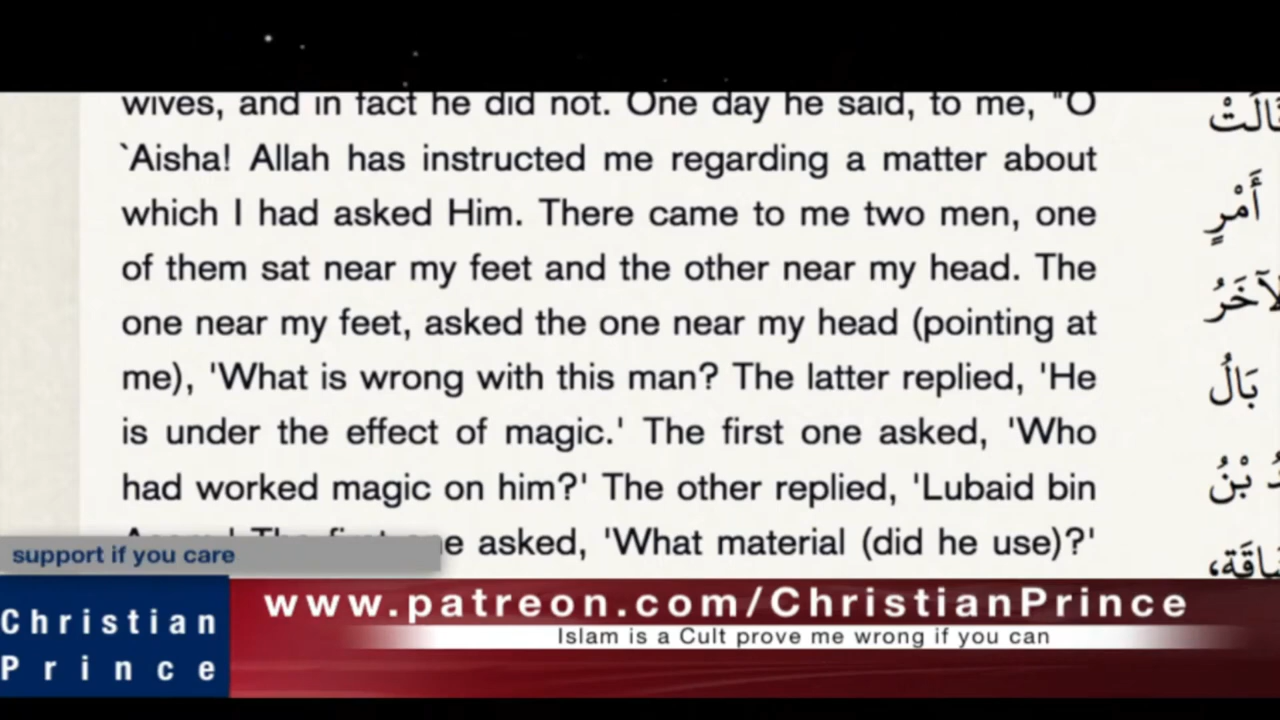 wives, and in fact he did not. One day he said, to me, "O
`Aisha! Allah has instructed me regarding a matter about
which I had asked Him. There came to me two men, one
of them sat near my feet and the other near my head. The
one near my feet, asked the one near my head (pointing at
me), 'What is wrong with this man? The latter replied, 'He
is under the effect of magic.' The first one asked, 'Who
had worked magic on him?' The other replied, 'Lubaid bin
The first one asked, 'What material (did he use)?'
أَمْرٍ
بَالُ
بْنُ
support if you care
Christian
Prince
www.patreon.com/ChristianPrince
Islam is a Cult prove me wrong if you can